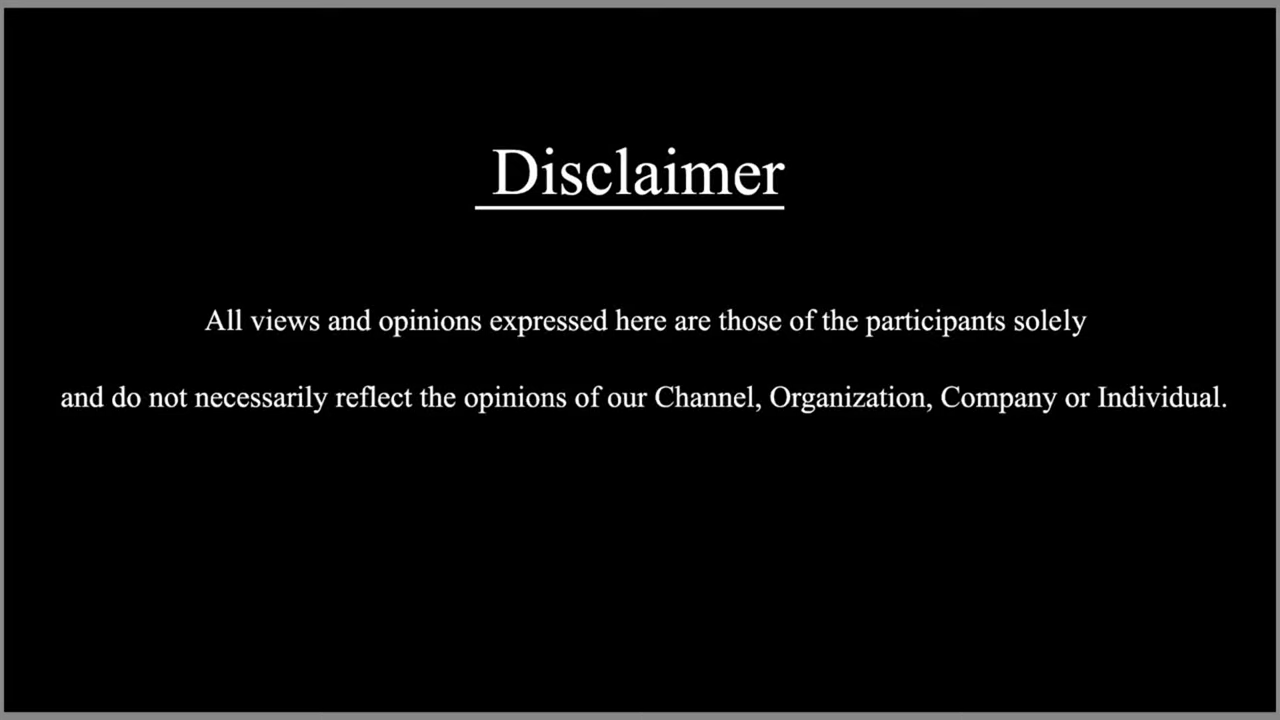 Disclaimer
All views and opinions expressed here are those of the participants solely
and do not necessarily reflect the opinions of our Channel, Organization, Company or Individual.